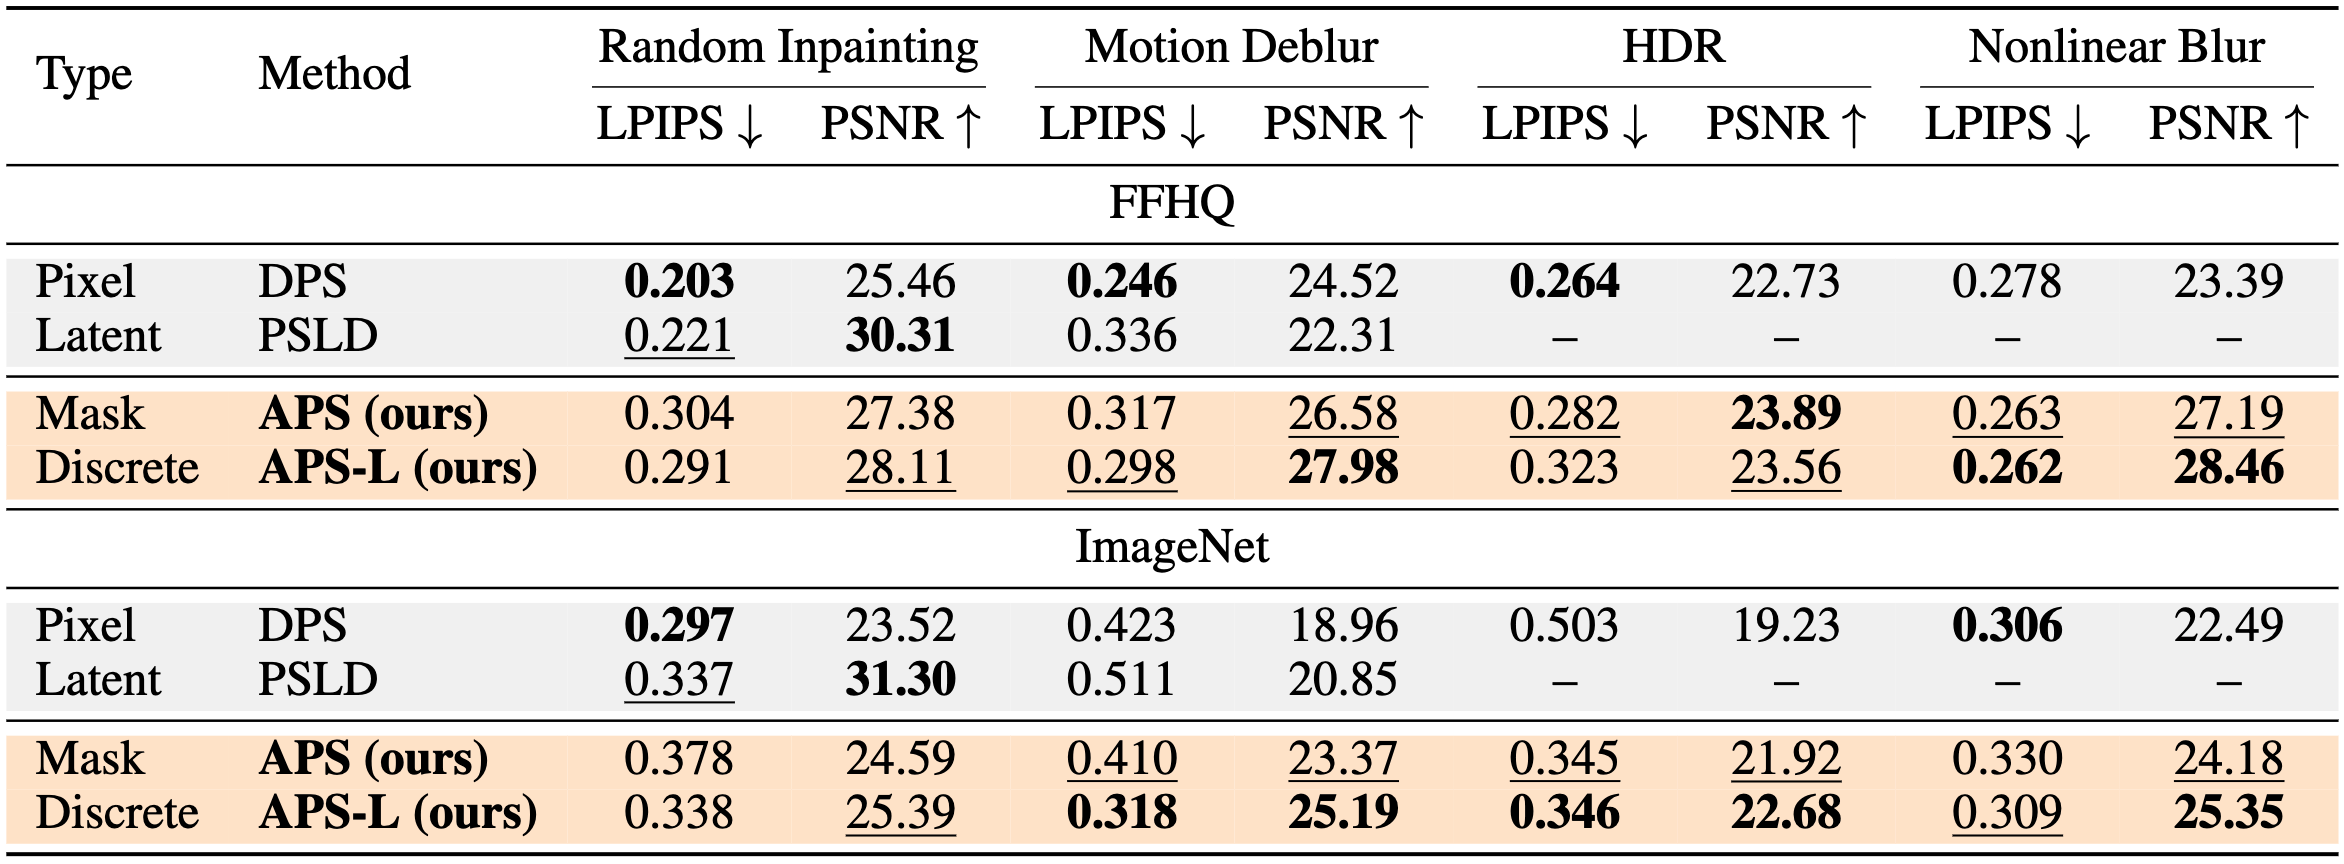 Type Method Random Inpainting Motion Deblur HDR Nonlinear Blur
LPIPS ↓ PSNR ↑ LPIPS ↓ PSNR ↑ LPIPS ↓ PSNR ↑ LPIPS ↓ PSNR ↑
FFHQ
Pixel DPS 0.203 25.46 0.246 24.52 0.264 22.73 0.278 23.39
Latent PSLD 0.221 30.31 0.336 22.31 – – – –
Mask APS (ours) 0.304 27.38 0.317 26.58 0.282 23.89 0.263 27.19
Discrete APS-L (ours) 0.291 28.11 0.298 27.98 0.323 23.56 0.262 28.46
ImageNet
Pixel DPS 0.297 23.52 0.423 18.96 0.503 19.23 0.306 22.49
Latent PSLD 0.337 31.30 0.511 20.85 – – – –
Mask APS (ours) 0.378 24.59 0.410 23.37 0.345 21.92 0.330 24.18
Discrete APS-L (ours) 0.338 25.39 0.318 25.19 0.346 22.68 0.309 25.35